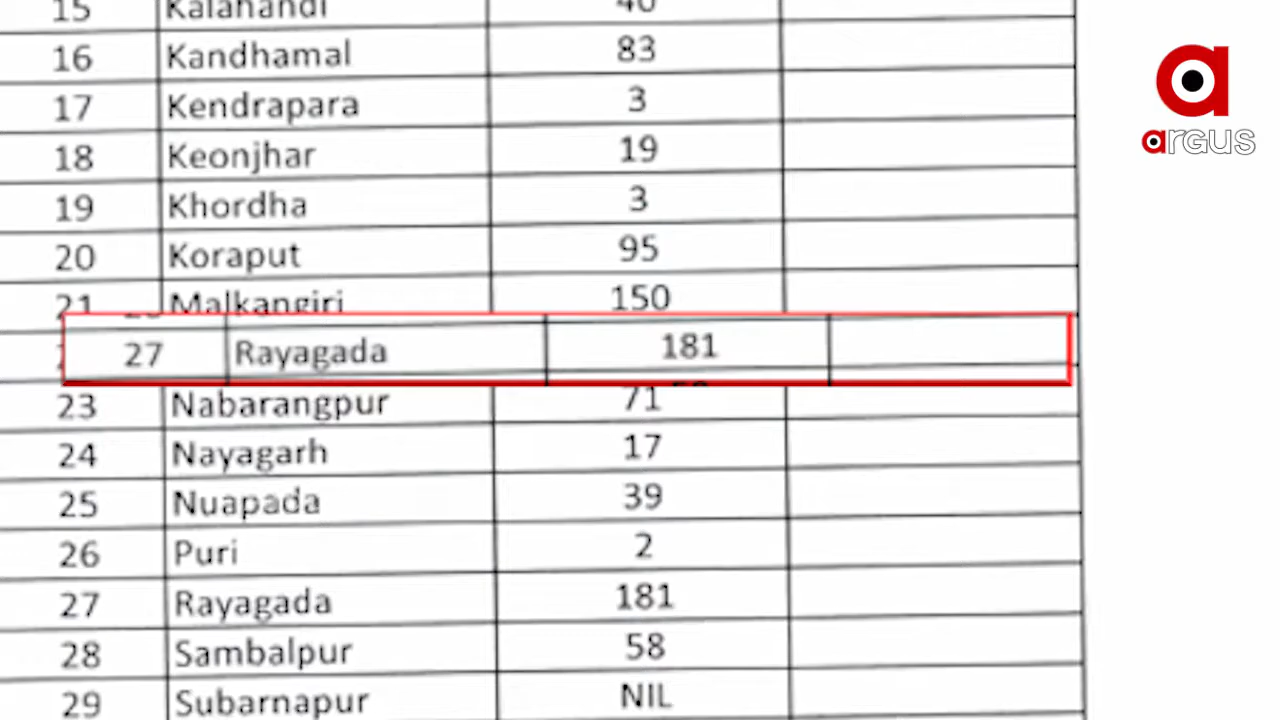 15 Kalahandi 40
16 Kandhamal 83
17 Kendrapara 3
18 Keonjhar 19
19 Khordha 3
20 Koraput 95
21 Malkangiri 150
27 Rayagada 181
23 Nabarangpur 71
24 Nayagarh 17
25 Nuapada 39
26 Puri 2
27 Rayagada 181
28 Sambalpur 58
29 Subarnapur NIL
a
argus